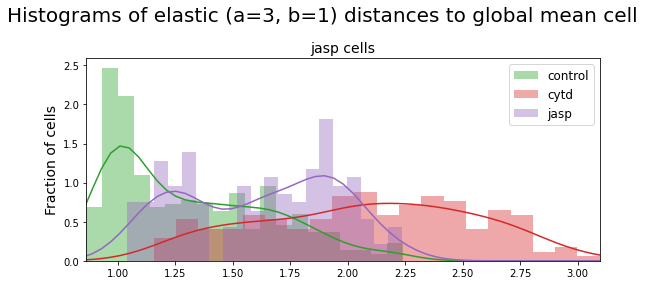 Histograms of elastic (a=3, b=1) distances to global mean cell
jasp cells
control
cytd
jasp
Fraction of cells
2.5
2.0
1.5
1.0
0.5
0.0
1.00 1.25 1.50 1.75 2.00 2.25 2.50 2.75 3.00